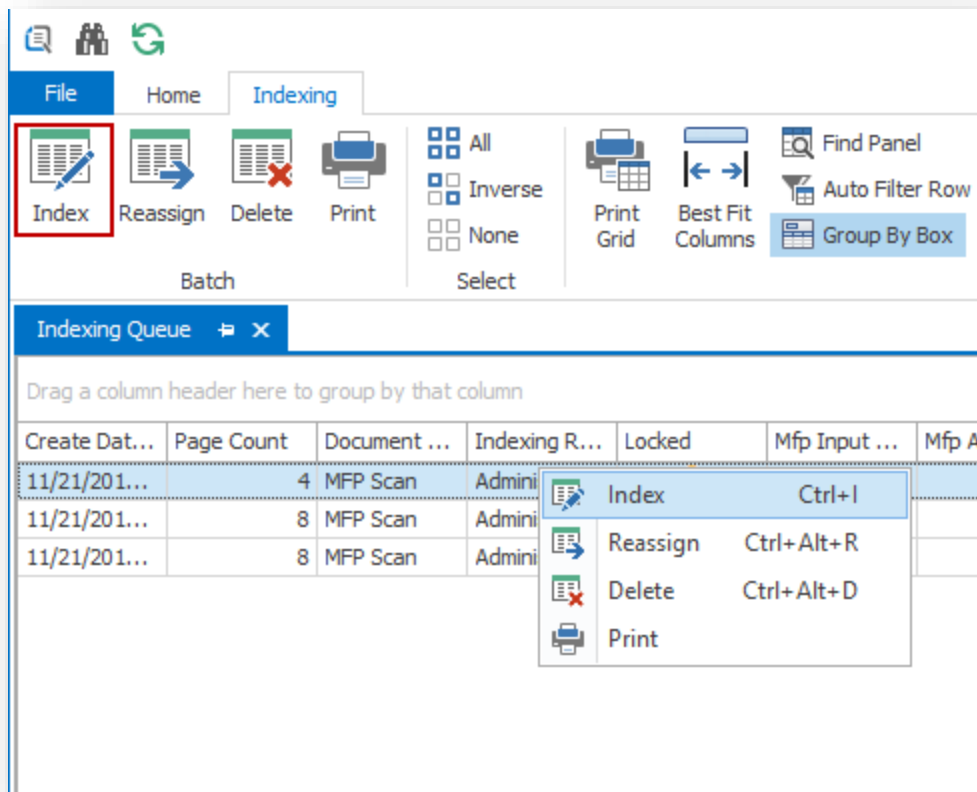 File Home Indexing
Index Reassign Delete Print
All
Inverse
None
Print Grid
Best Fit Columns
Find Panel
Auto Filter Row
Group By Box
Batch Select
Indexing Queue
Drag a column header here to group by that column
Create Dat... Page Count Document ... Indexing R... Locked Mfp Input ... Mfp A
11/21/201... 4 MFP Scan Admini
11/21/201... 8 MFP Scan Admini
11/21/201... 8 MFP Scan Admini
Index Ctrl+I
Reassign Ctrl+Alt+R
Delete Ctrl+Alt+D
Print